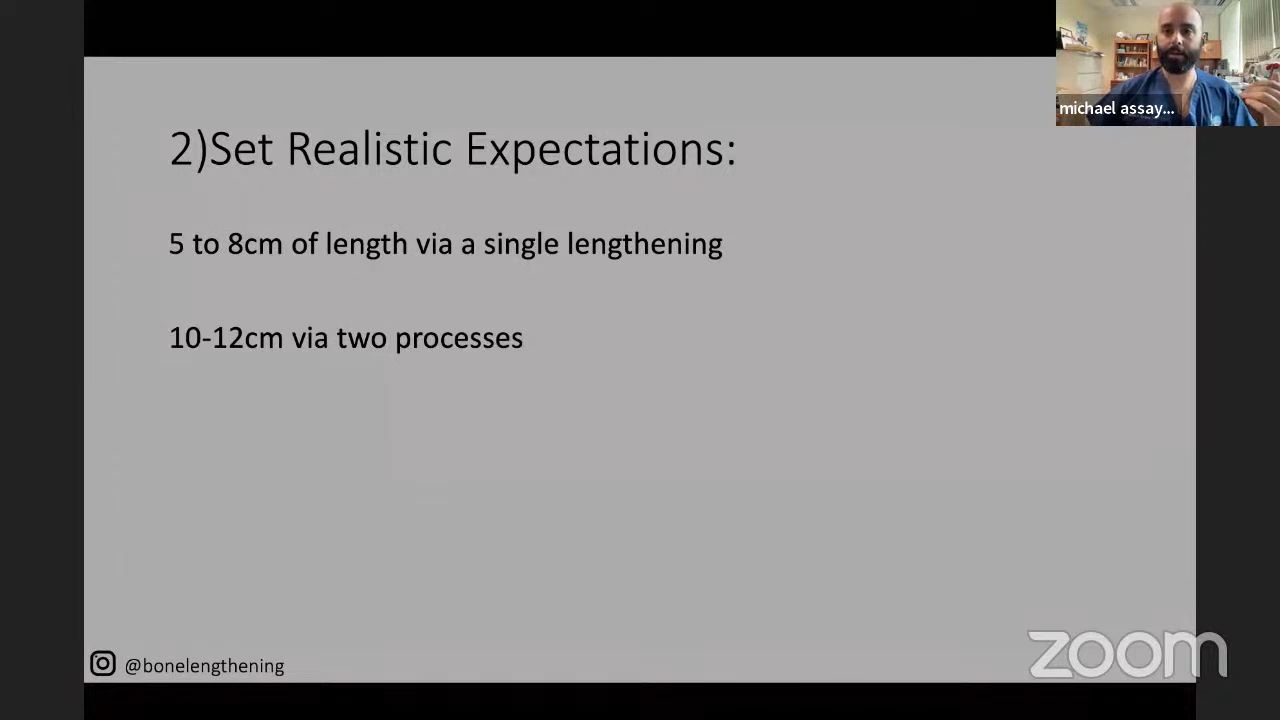 michael assay...
2)Set Realistic Expectations:
5 to 8cm of length via a single lengthening
10-12cm via two processes
@bonelengthening
zoom